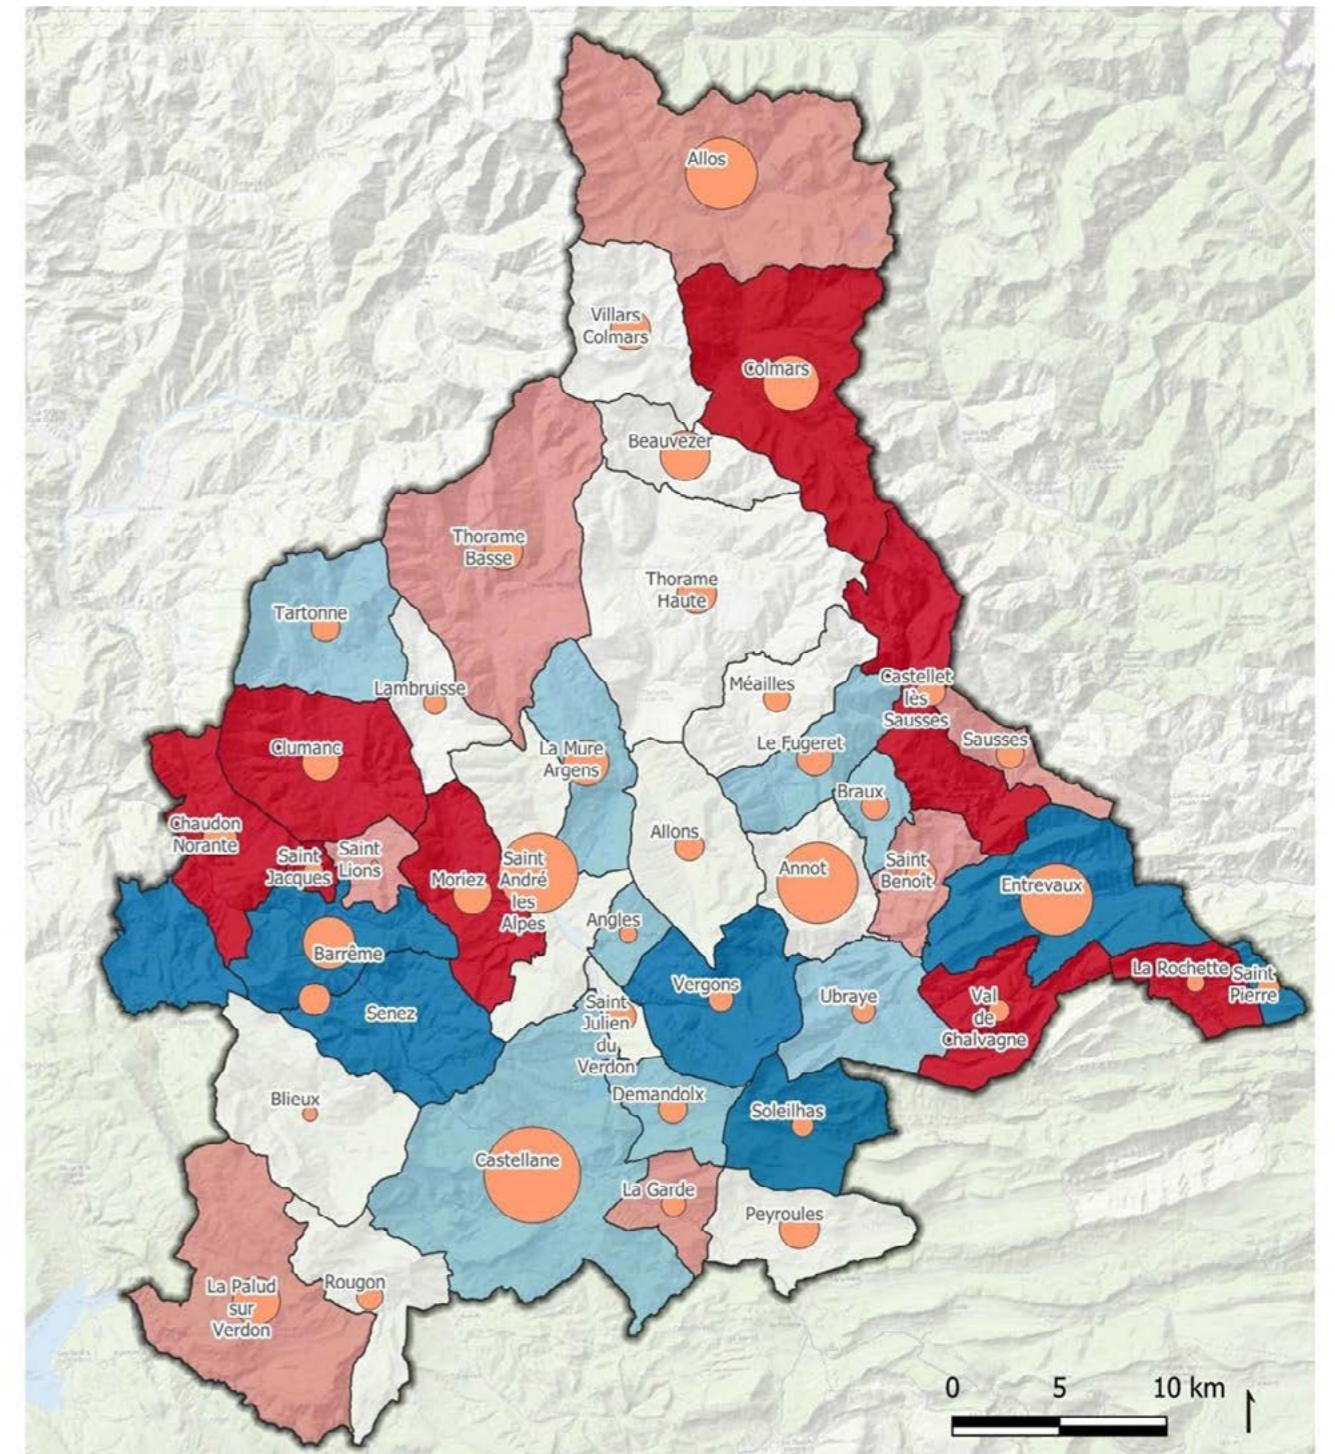 Allos
Villars
Colmars
Colmars
Beauvezer
Thorame
Basse
Thorame
Haute
Tartonne
Lambruisse
Méailles
Castellet
lès
Sausses
Clumanc
La Mure
Argens
Le Fugeret
Sausses
Braux
Chaudon
Norante
Saint
Jacques
Saint
Lions
Moriez
Saint
André
les
Alpes
Allons
Annot
Saint
Benoît
Entrevaux
Angles
Barrême
Senez
Vergons
Ubraye
Val
de
Chalvagne
La Rochette
Saint
Pierre
Saint
Julien
du
Verdon
Blieux
Demandolx
Soleilhas
Castellane
La Garde
Peyroules
La Palud
sur
Verdon
Rougon
0 5 10 km